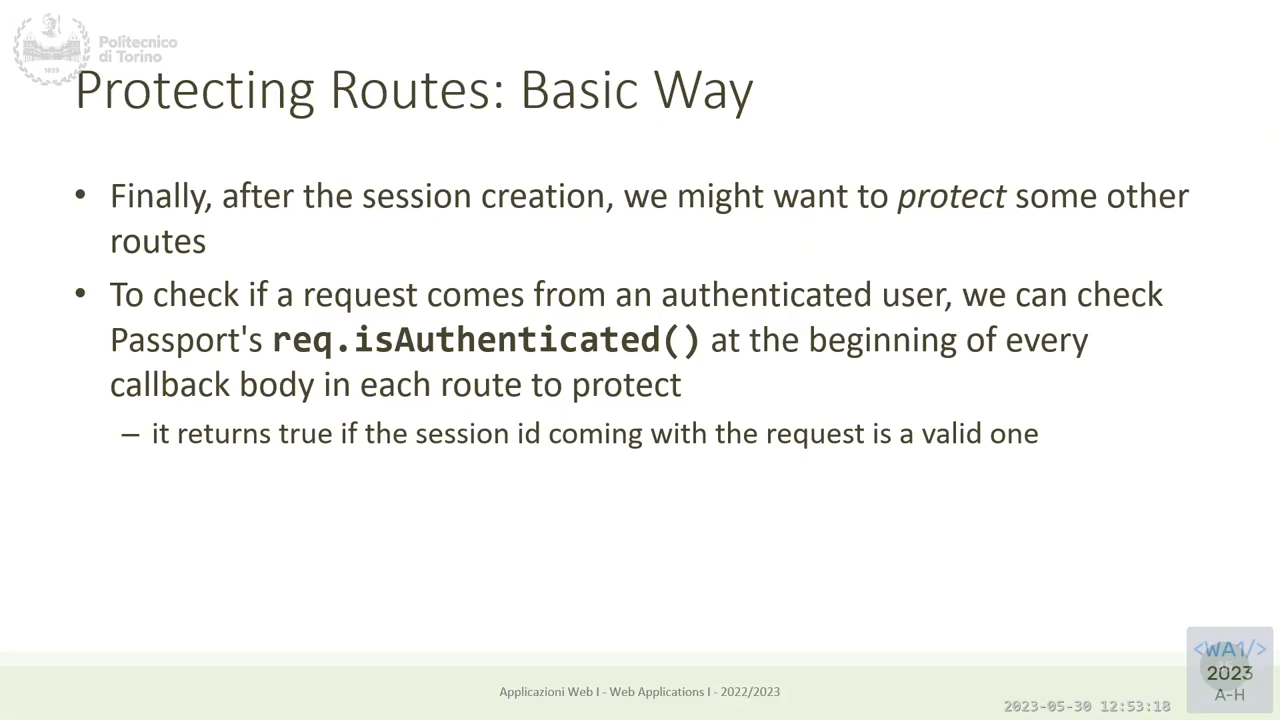 Politecnico
di Torino
1859
Protecting Routes: Basic Way
• Finally, after the session creation, we might want to protect some other
routes
• To check if a request comes from an authenticated user, we can check
Passport's req.isAuthenticated() at the beginning of every
callback body in each route to protect
– it returns true if the session id coming with the request is a valid one
Applicazioni Web I - Web Applications I - 2022/2023
2023-05-30 12:53:18
<WA1/>
2023
A-H